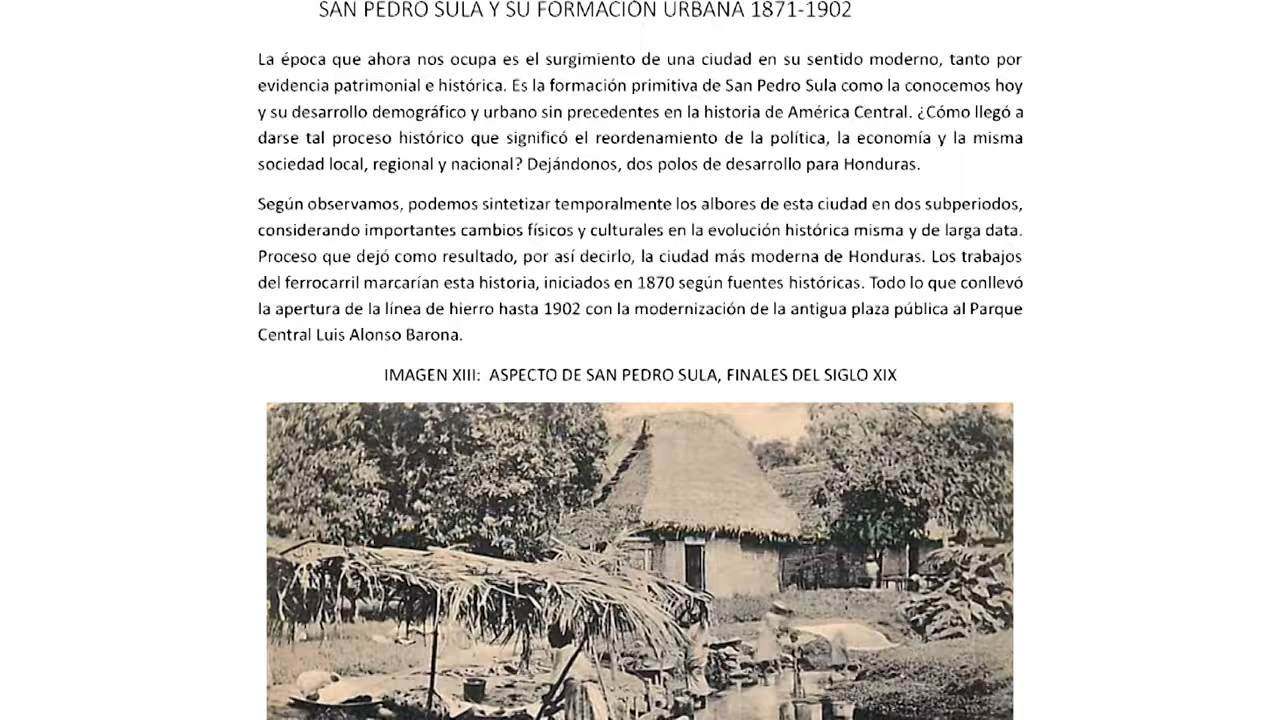 SAN PEDRO SULA Y SU FORMACIÓN URBANA 1871-1902
La época que ahora nos ocupa es el surgimiento de una ciudad en su sentido moderno, tanto por
evidencia patrimonial e histórica. Es la formación primitiva de San Pedro Sula como la conocemos hoy
y su desarrollo demográfico y urbano sin precedentes en la historia de América Central. ¿Cómo llegó a
darse tal proceso histórico que significó el reordenamiento de la política, la economía y la misma
sociedad local, regional y nacional? Dejándonos, dos polos de desarrollo para Honduras.
Según observamos, podemos sintetizar temporalmente los albores de esta ciudad en dos subperiodos,
considerando importantes cambios físicos y culturales en la evolución histórica misma y de larga data.
Proceso que dejó como resultado, por así decirlo, la ciudad más moderna de Honduras. Los trabajos
del ferrocarril marcarían esta historia, iniciados en 1870 según fuentes históricas. Todo lo que conllevó
la apertura de la línea de hierro hasta 1902 con la modernización de la antigua plaza pública al Parque
Central Luis Alonso Barona.
IMAGEN XIII: ASPECTO DE SAN PEDRO SULA, FINALES DEL SIGLO XIX